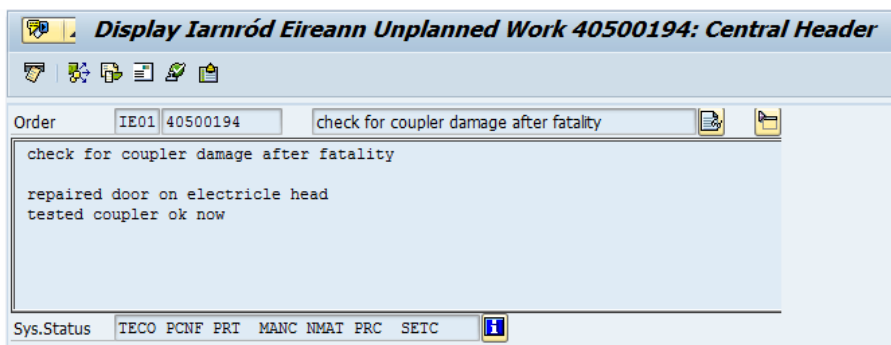 Display Iarnród Eireann Unplanned Work 40500194: Central Header
Order IE01 40500194 check for coupler damage after fatality
check for coupler damage after fatality
repaired door on electricle head
tested coupler ok now
Sys.Status TECO PCNF PRT MANC NMAT PRC SETC